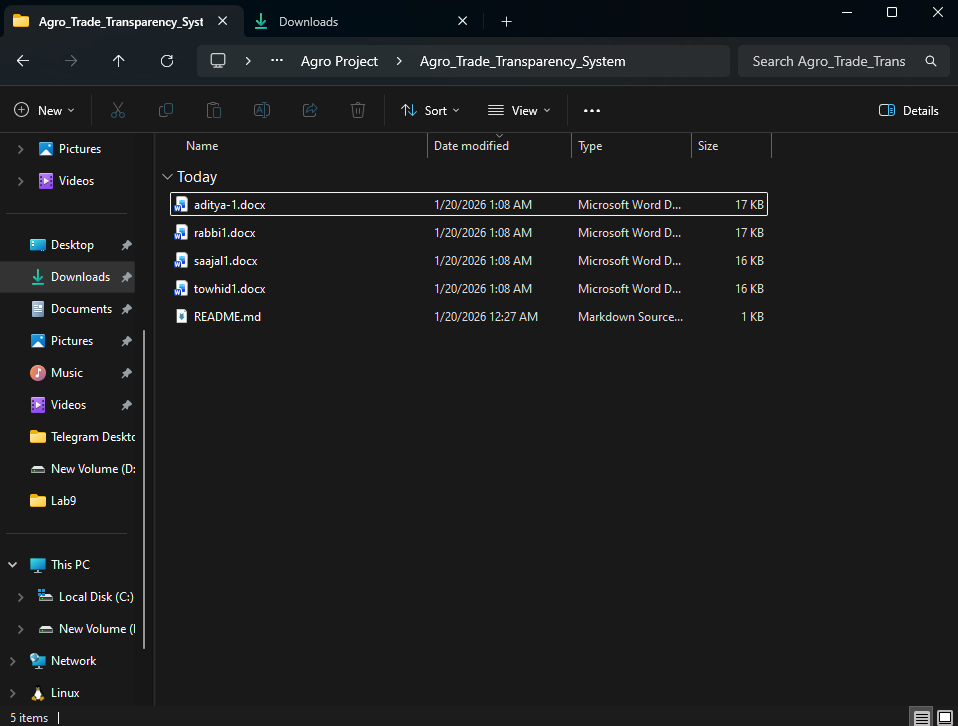 Agro_Trade_Transparency_Syst
Downloads
Agro Project > Agro_Trade_Transparency_System
Search Agro_Trade_Trans
New
Sort
View
Details
Pictures
Videos
Desktop
Downloads
Documents
Pictures
Music
Videos
Telegram Deskto
New Volume (D:
Lab9
This PC
Local Disk (C:)
New Volume (
Network
Linux
Name Date modified Type Size
Today
aditya-1.docx 1/20/2026 1:08 AM Microsoft Word D... 17 KB
rabbi1.docx 1/20/2026 1:08 AM Microsoft Word D... 17 KB
saajal1.docx 1/20/2026 1:08 AM Microsoft Word D... 16 KB
towhid1.docx 1/20/2026 1:08 AM Microsoft Word D... 16 KB
README.md 1/20/2026 12:27 AM Markdown Source... 1 KB
5 items